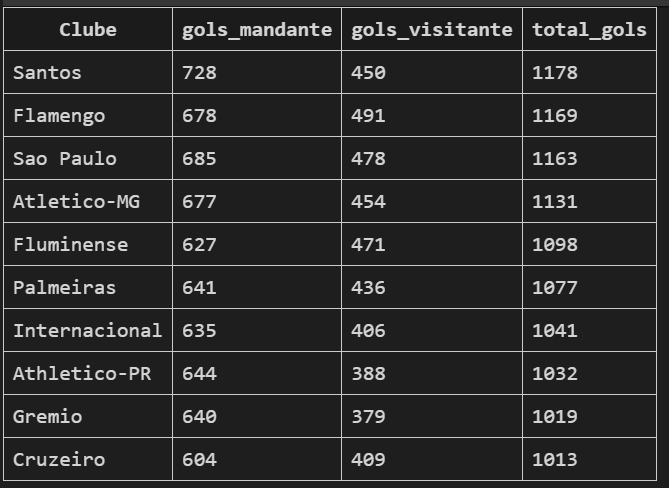 Clube gols_mandante gols_visitante total_gols
Santos 728 450 1178
Flamengo 678 491 1169
Sao Paulo 685 478 1163
Atletico-MG 677 454 1131
Fluminense 627 471 1098
Palmeiras 641 436 1077
Internacional 635 406 1041
Athletico-PR 644 388 1032
Gremio 640 379 1019
Cruzeiro 604 409 1013